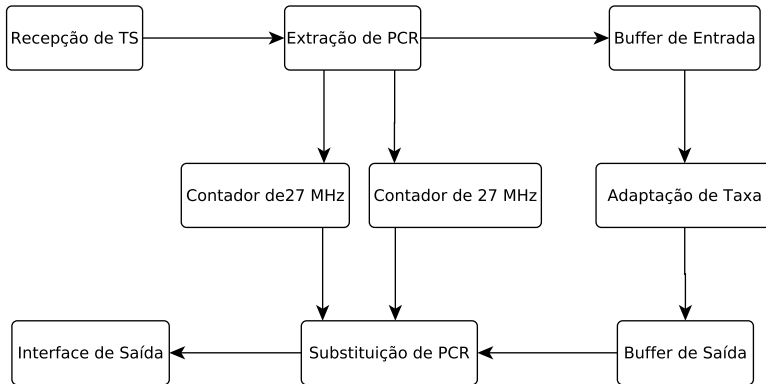 Recepção de TS
Extração de PCR
Buffer de Entrada
Contador de27 MHz
Contador de 27 MHz
Adaptação de Taxa
Interface de Saída
Substituição de PCR
Buffer de Saída